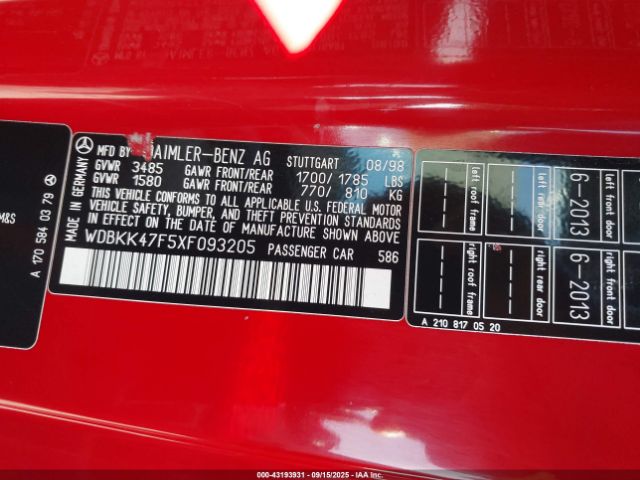 M&S
A 170 584 03 79
MADE IN GERMANY
MFD BY DAIMLER-BENZ AG STUTTGART 08/98
GVWR 3485 GAWR FRONT/REAR 1700/1785 LBS
GVWR 1580 GAWR FRONT/REAR 770/ 810 KG
THIS VEHICLE CONFORMS TO ALL APPLICABLE U.S. FEDERAL MOTOR
VEHICLE SAFETY, BUMPER, AND THEFT PREVENTION STANDARDS
IN EFFECT ON THE DATE OF MANUFACTURE SHOWN ABOVE
WDBKK47F5XF093205 PASSENGER CAR 586
left roof frame
left rear door
6-2013
left front door
right roof frame
right rear door
6-2013
right front door
A 210 817 05 20
000-43193931 - 09/15/2025 - IAAI, Inc.